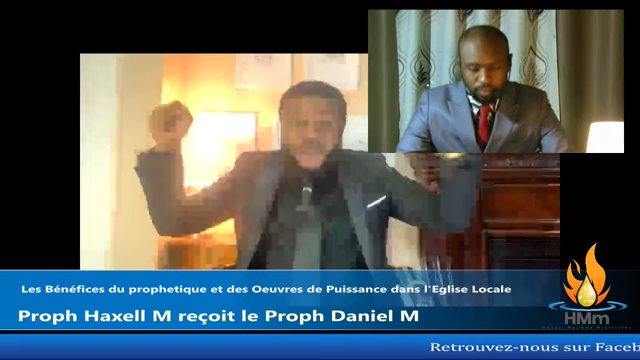 Les Bénéfices du prophetique et des Oeuvres de Puissance dans l'Eglise Locale
HMm
Proph Haxell M reçoit le Proph Daniel M
Retrouvez-nous sur Faceb